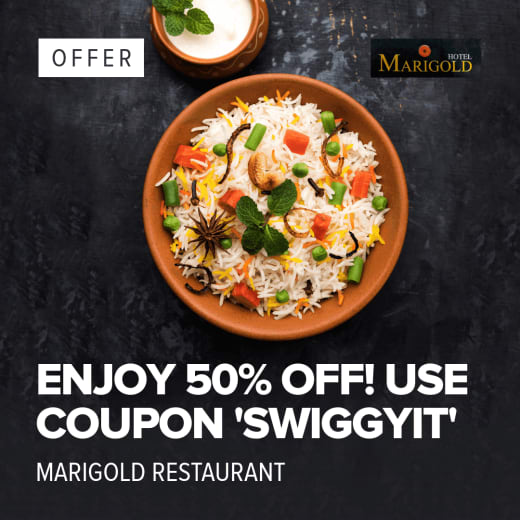 OFFER
HOTEL
MARIGOLD
ENJOY 50% OFF! USE
COUPON 'SWIGGYIT'
MARIGOLD RESTAURANT